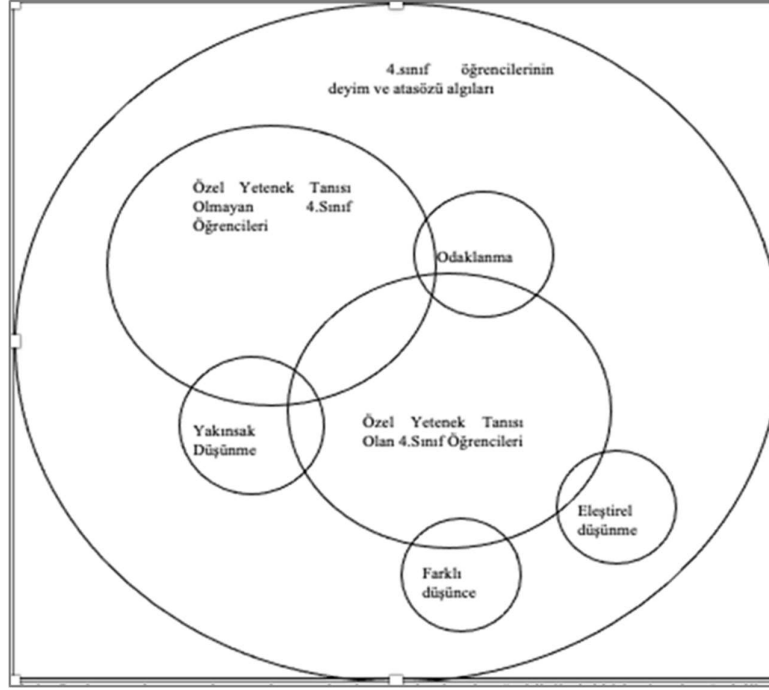 4.sınıf öğrencilerinin
deyim ve atasözü algıları
Özel Yetenek Tanısı
Olmayan 4.Sınıf
Öğrencileri
Odaklanma
Yakınsak
Düşünme
Özel Yetenek Tanısı
Olan 4.Sınıf Öğrencileri
Eleştirel
düşünme
Farklı
düşünce